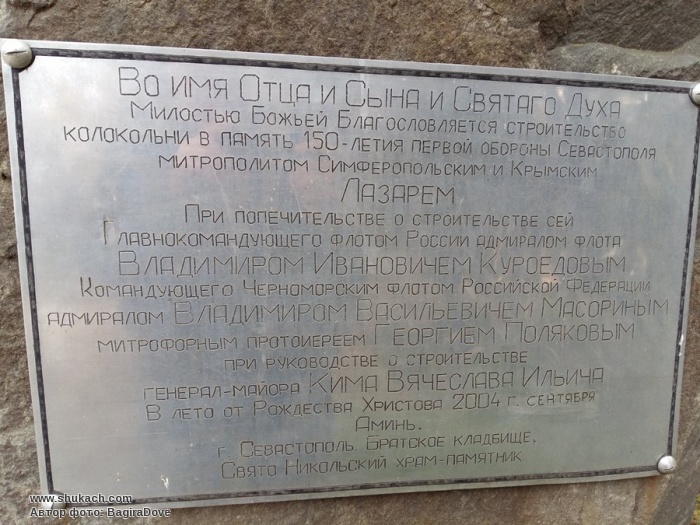 Во имя Отца и Сына и Святаго Духа
Милостью Божьей Благословляется строительство
колокольни в память 150-летия первой обороны Севастополя
митрополитом Симферопольским и Крымским
Лазарем
При попечительстве о строительстве сей
Главнокомандующего флотом России адмиралом флота
Владимиром Ивановичем Куроедовым
Командующего Черноморским флотом Российской Федерации
адмиралом Владимиром Васильевичем Масориным
митрофорным протоиереем Георгием Поляковым
при руководстве о строительстве
генерал-майора Кима Вячеслава Ильича
В лето от Рождества Христова 2004 г. сентября
Аминь.
г. Севастополь. Братское кладбище,
Свято Никольский храм-памятник
www.shukach.com
Автор фото: BagiraDove